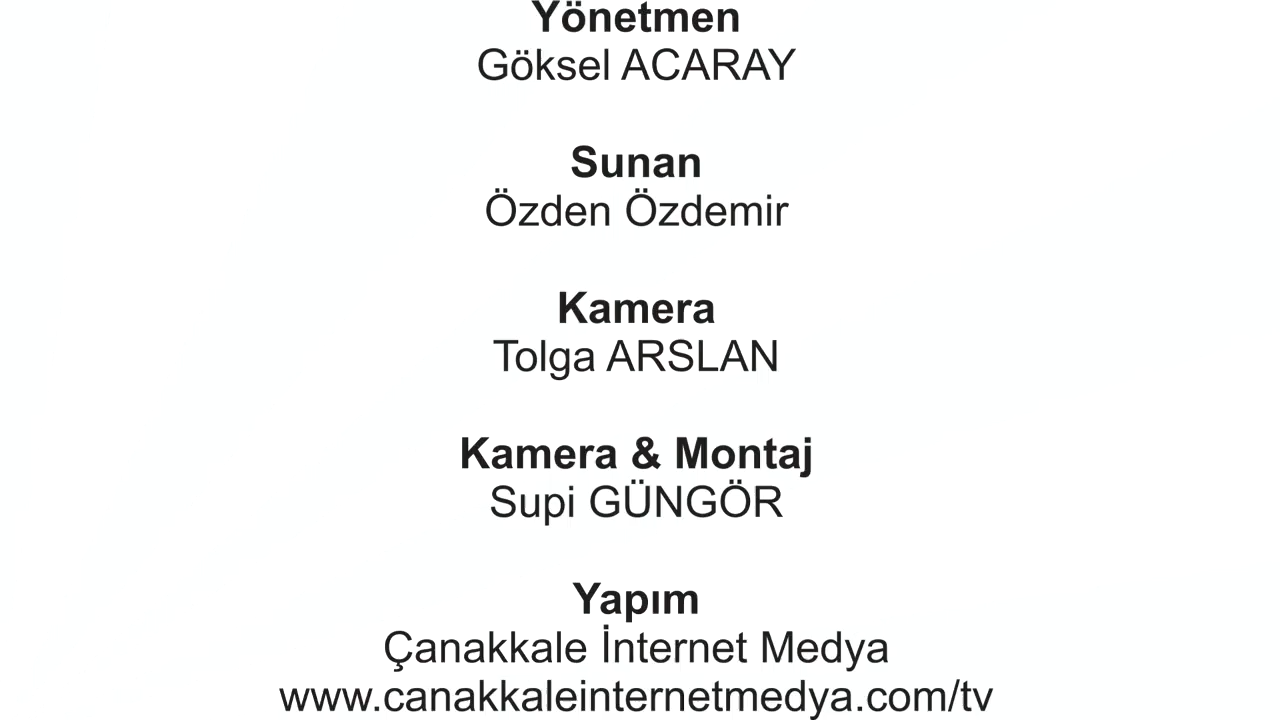 Yönetmen
Göksel ACARAY
Sunan
Özden Özdemir
Kamera
Tolga ARSLAN
Kamera & Montaj
Supi GÜNGÖR
Yapım
Çanakkale İnternet Medya
www.canakkaleinternetmedya.com/tv